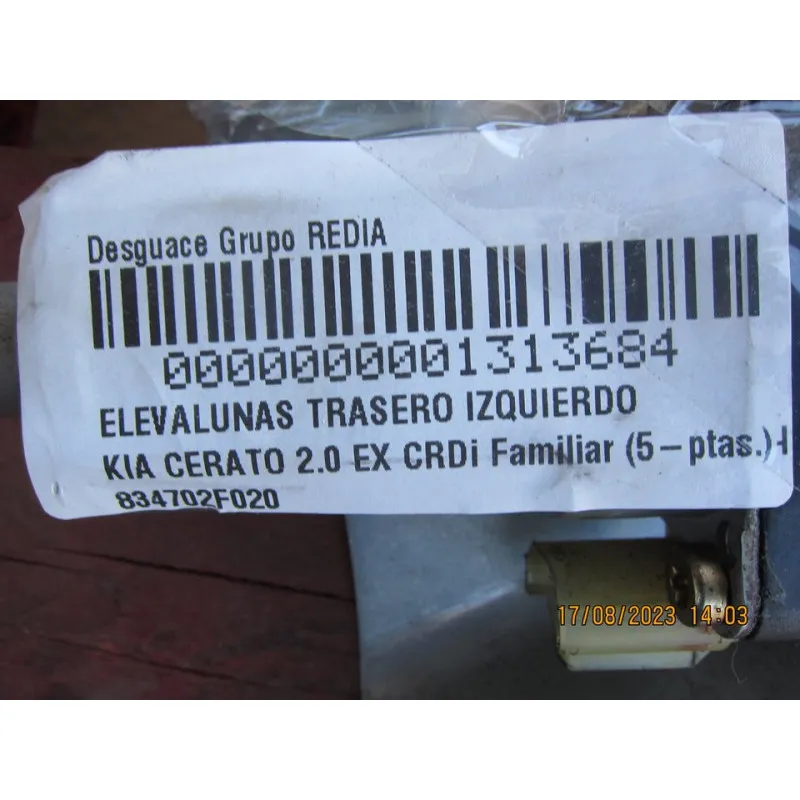 Desguace Grupo REDIA
0000000001313684
ELEVALUNAS TRASERO IZQUIERDO
KIA CERATO 2.0 EX CRDi Familiar (5-ptas.)-I
834702F020
17/08/2023 14:03